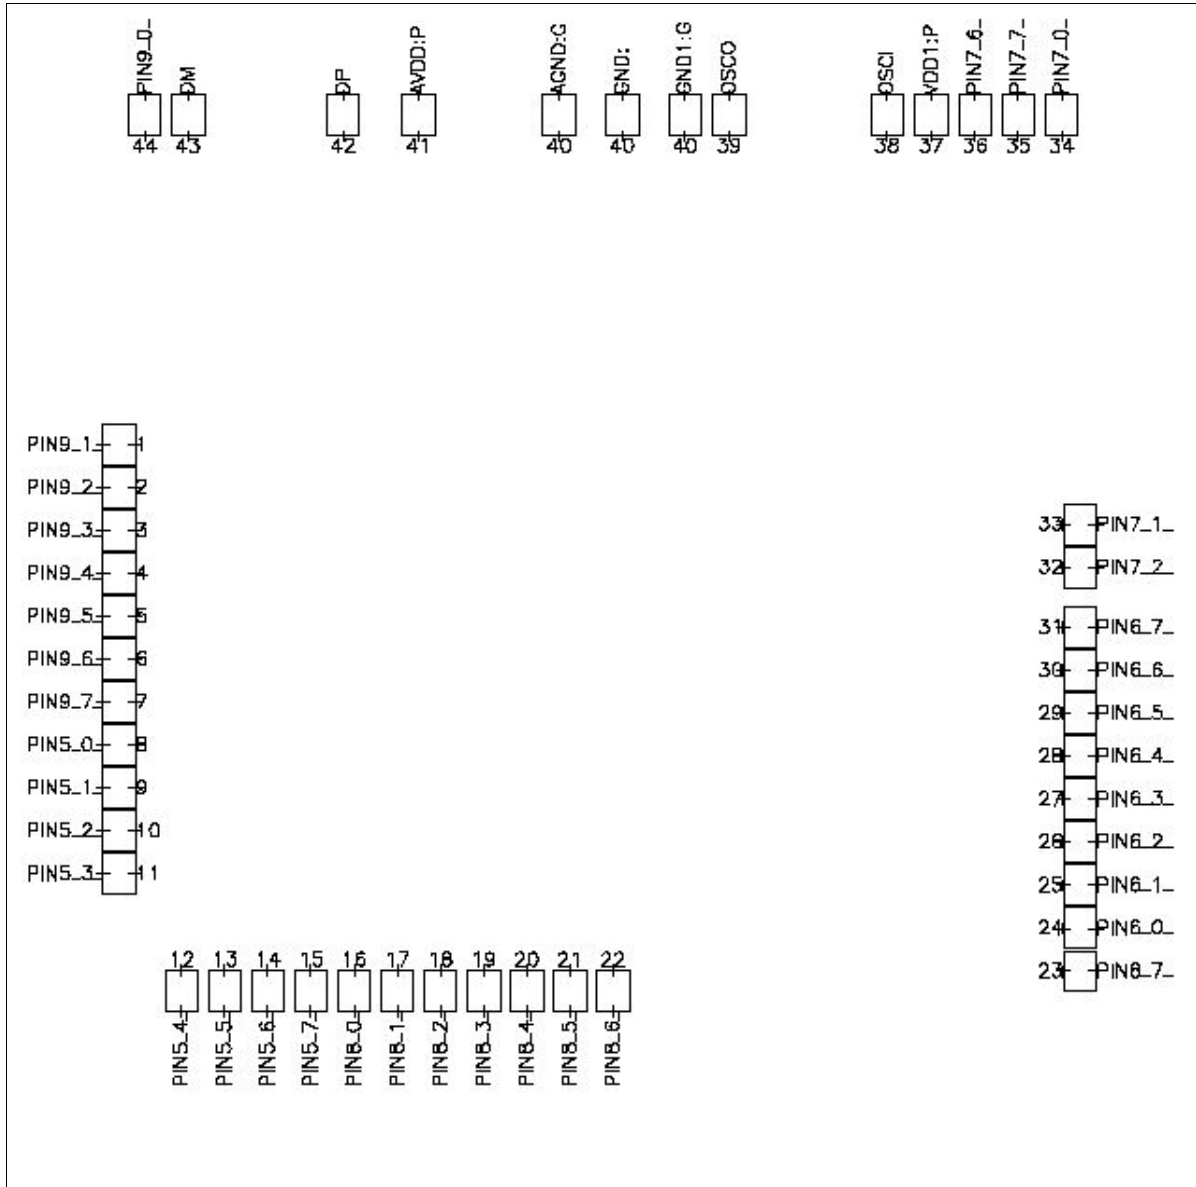 PIN9_0_ DM DP AVDD:P AGND:G GND: GND1:G OSCO OSCI VDD1:P PIN7_6_ PIN7_7_ PIN7_0_
44 43 42 41 40 40 40 39 38 37 36 35 34
PIN9_1_ 1
PIN9_2_ 2
PIN9_3_ 3
33 PIN7_1_
PIN9_4_ 4
32 PIN7_2_
PIN9_5_ 5
31 PIN6_7_
PIN9_6_ 6
30 PIN6_6_
PIN9_7_ 7
29 PIN6_5_
PIN5_0_ 8
28 PIN6_4_
PIN5_1_ 9
27 PIN6_3_
PIN5_2_ 10
26 PIN6_2_
PIN5_3_ 11
25 PIN6_1_
24 PIN6_0_
23 PIN8_7_
12 13 14 15 16 17 18 19 20 21 22
PIN5_4_ PIN5_5_ PIN5_6_ PIN5_7_ PIN8_0_ PIN8_1_ PIN8_2_ PIN8_3_ PIN8_4_ PIN8_5_ PIN8_6_